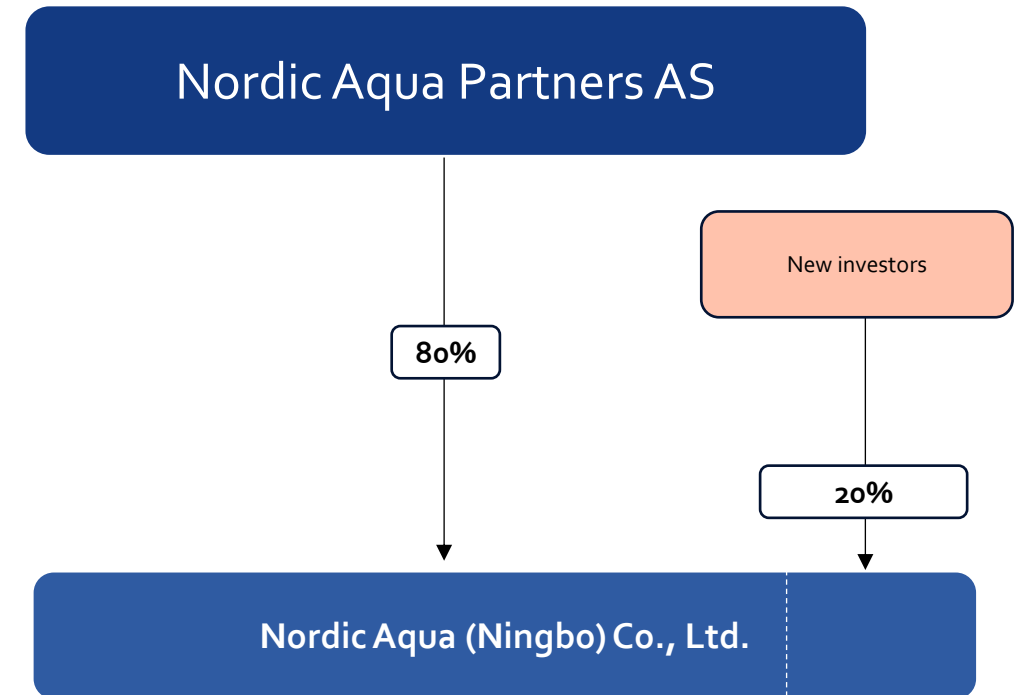 Nordic Aqua Partners AS
New investors
80%
20%
Nordic Aqua (Ningbo) Co., Ltd.